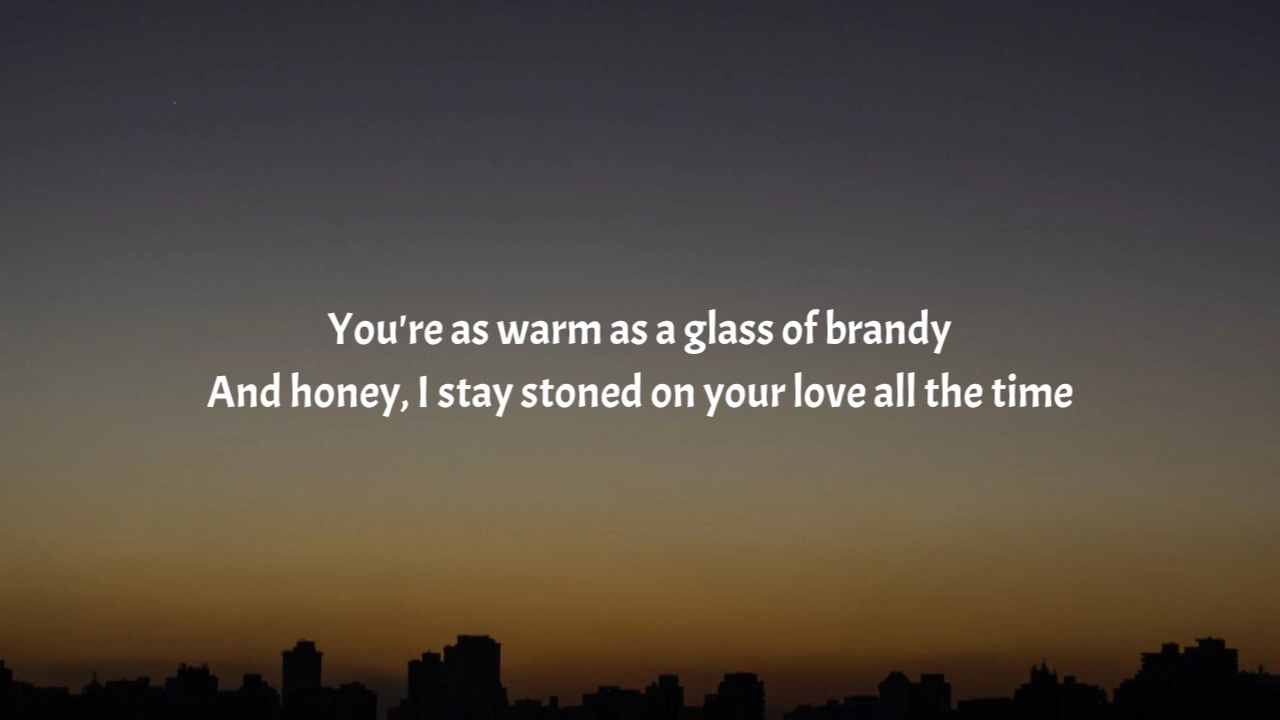 You're as warm as a glass of brandy
And honey, I stay stoned on your love all the time